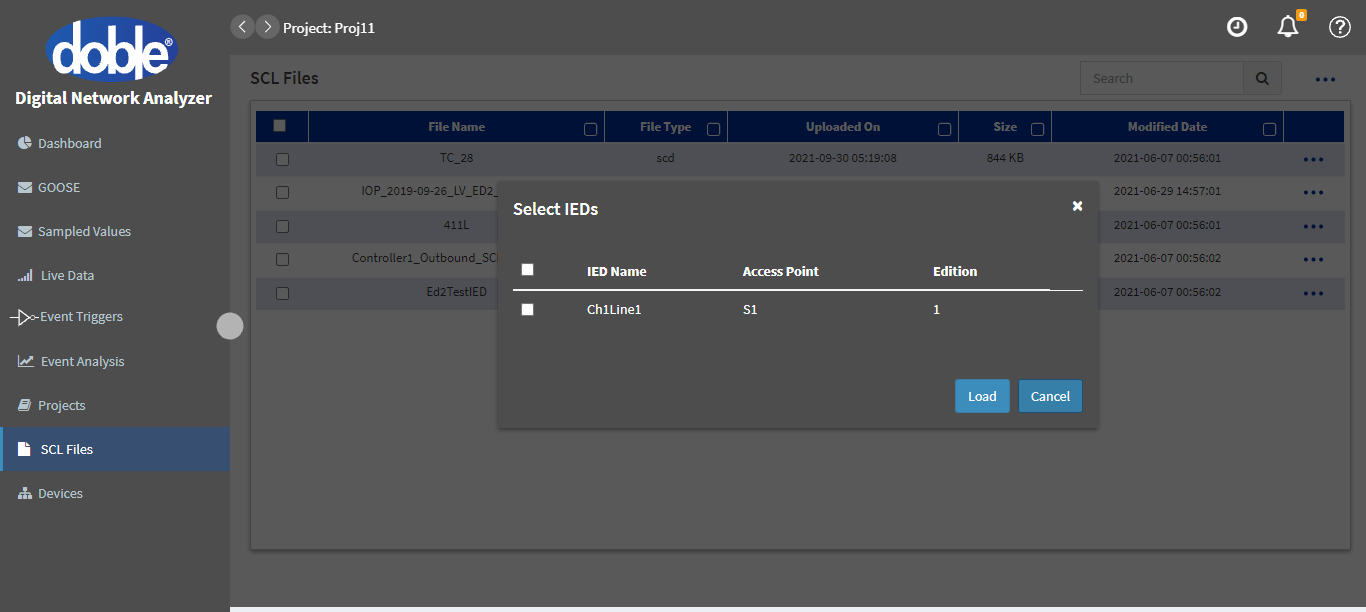 doble®
Digital Network Analyzer
Dashboard
GOOSE
Sampled Values
Live Data
Event Triggers
Event Analysis
Projects
SCL Files
Devices
Project: Proj11
0
SCL Files
Search
File Name File Type Uploaded On Size Modified Date
TC_28 scd 2021-09-30 05:19:08 844 KB 2021-06-07 00:56:01
IOP_2019-09-26_LV_ED2_ 2021-06-29 14:57:01
411L 2021-06-07 00:56:01
Controller1_Outbound_SC 2021-06-07 00:56:02
Ed2TestIED 2021-06-07 00:56:02
Select IEDs
IED Name Access Point Edition
Ch1Line1 S1 1
Load Cancel